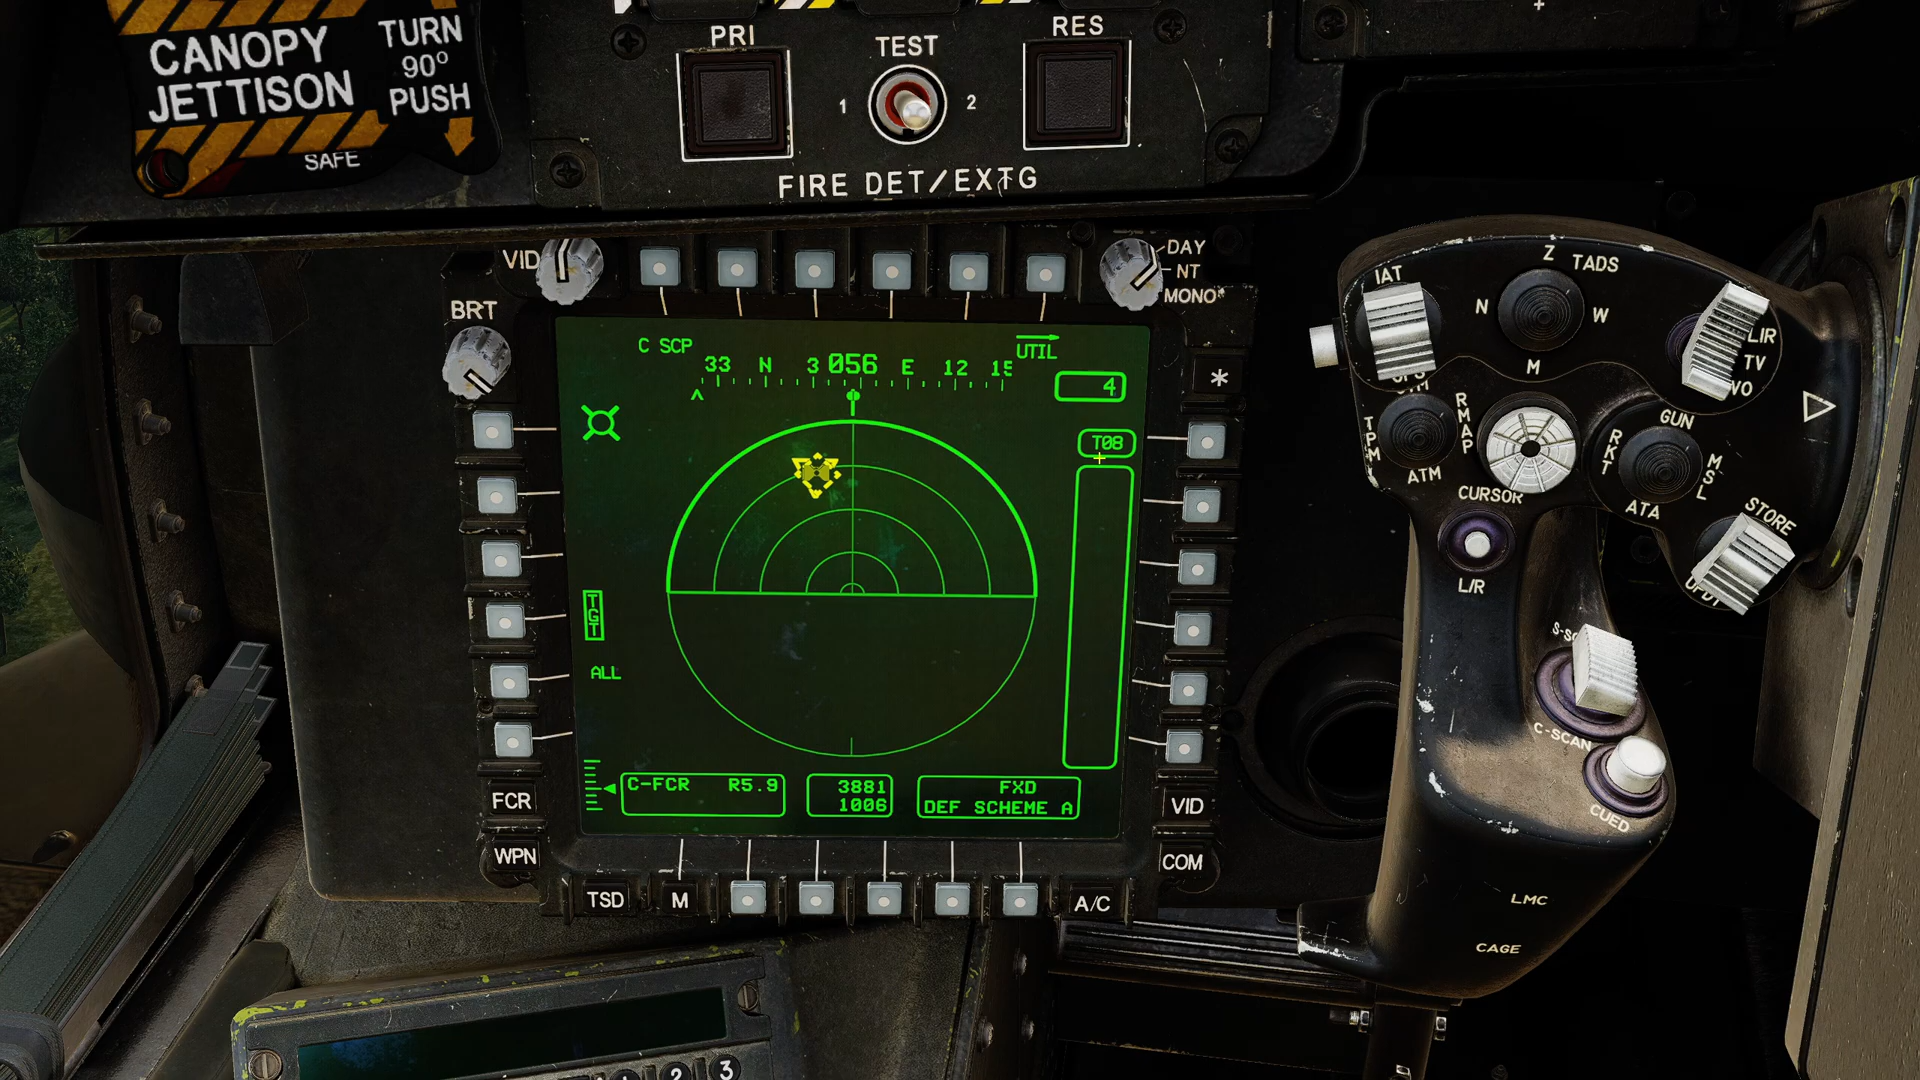 CANOPY
JETTISON
TURN
90°
PUSH
SAFE
PRI
TEST
RES
1
2
FIRE DET/EXTG
VID
BRT
DAY
NT
MONO
C SCP
33 N 3 056 E 12 15
UTIL
4
T08
TGT
ALL
C-FCR R5.9
3881
1006
FXD
DEF SCHEME A
*
FCR
WPN
TSD
M
A/C
VID
COM
IAT
Z
TADS
N
W
M
TV
GUN
RKT
MSL
ATA
RMAP
TPM
ATM
CURSOR
STORE
L/R
C-SCAN
CUED
LMC
CAGE
2
3